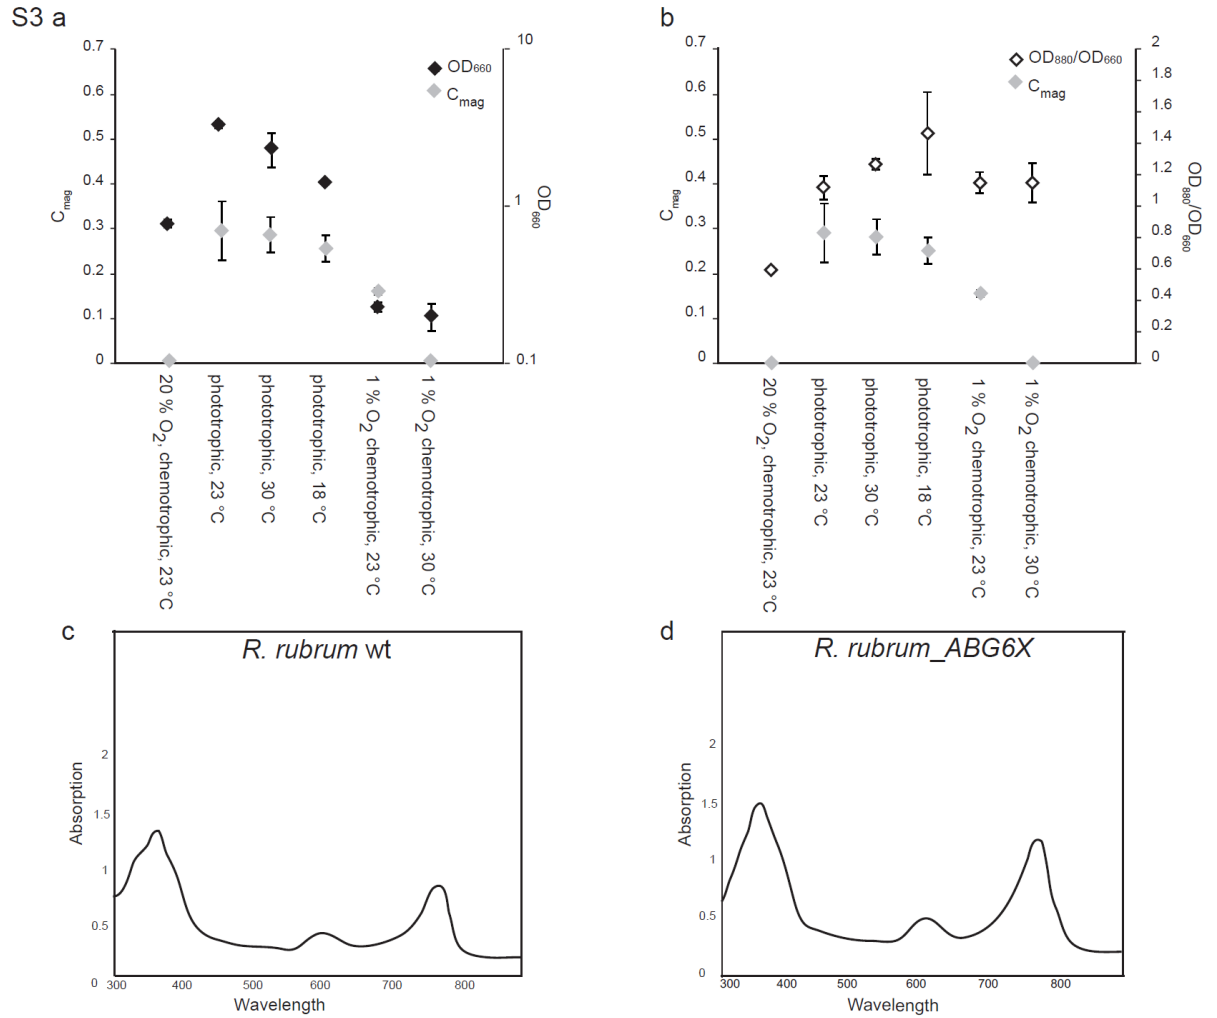 S3 a
0.7
0.6
0.5
0.4
0.3
0.2
0.1
0
Cmag
10
1
0.1
OD660
OD660
Cmag
20 % O2, chemotrophic, 23 °C
phototrophic, 23 °C
phototrophic, 30 °C
phototrophic, 18 °C
1 % O2 chemotrophic, 23 °C
1 % O2 chemotrophic, 30 °C
b
0.7
0.6
0.5
0.4
0.3
0.2
0.1
0
Cmag
2
1.8
1.6
1.4
1.2
1
0.8
0.6
0.4
0.2
0
OD880/OD660
OD880/OD660
Cmag
20 % O2, chemotrophic, 23 °C
phototrophic, 23 °C
phototrophic, 30 °C
phototrophic, 18 °C
1 % O2 chemotrophic, 23 °C
1 % O2 chemotrophic, 30 °C
c
R. rubrum wt
Absorption
2
1.5
1
0.5
0
300 400 500 600 700 800
Wavelength
d
R. rubrum_ABG6X
Absorption
2
1.5
1
0.5
0
300 400 500 600 700 800
Wavelength